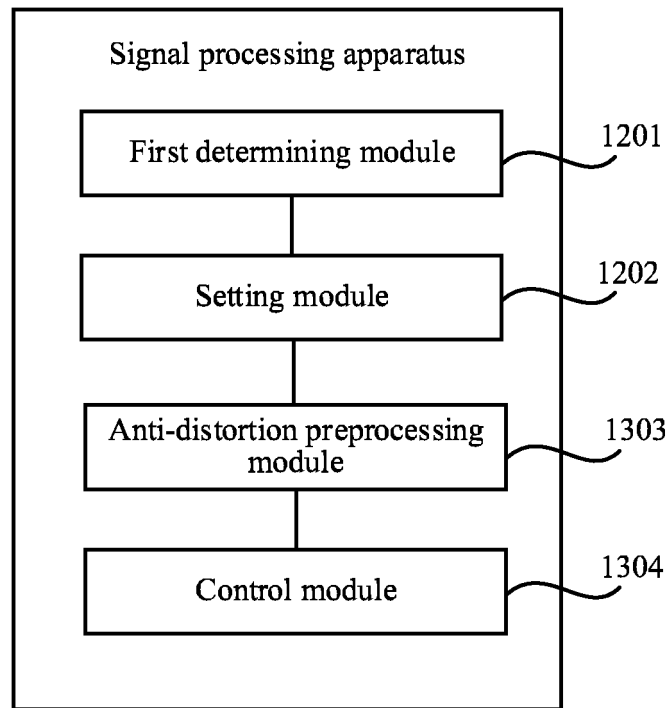 Signal processing apparatus
First determining module
1201
Setting module
1202
Anti-distortion preprocessing
module
1303
Control module
1304